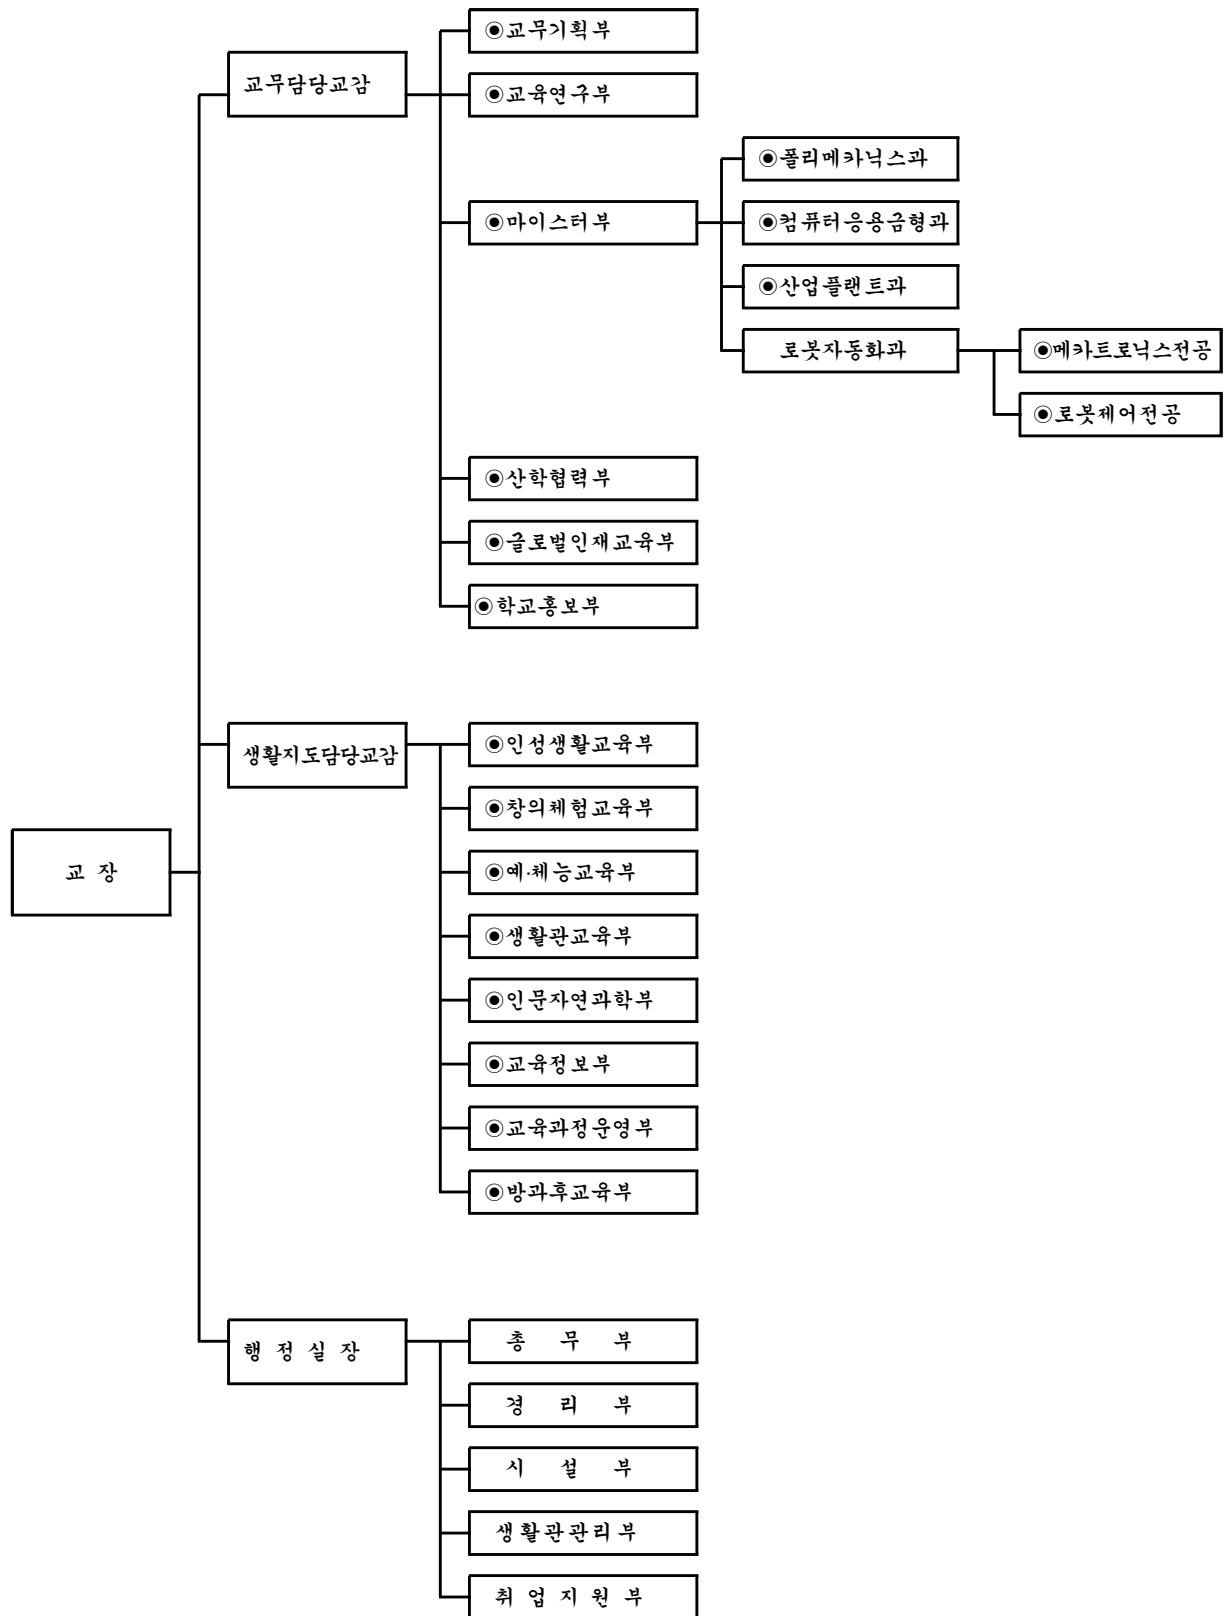 ◉교무기획부
교무담당교감
◉교육연구부
◉폴리메카닉스과
◉마이스터부
◉컴퓨터응용금형과
◉산업플랜트과
로봇자동화과
◉메카트로닉스전공
◉로봇제어전공
◉산학협력부
◉글로벌인재교육부
◉학교홍보부
생활지도담당교감
◉인성생활교육부
◉창의체험교육부
교 장
◉예·체능교육부
◉생활관교육부
◉인문자연과학부
◉교육정보부
◉교육과정운영부
◉방과후교육부
행 정 실 장
총 무 부
경 리 부
시 설 부
생활관관리부
취 업 지 원 부